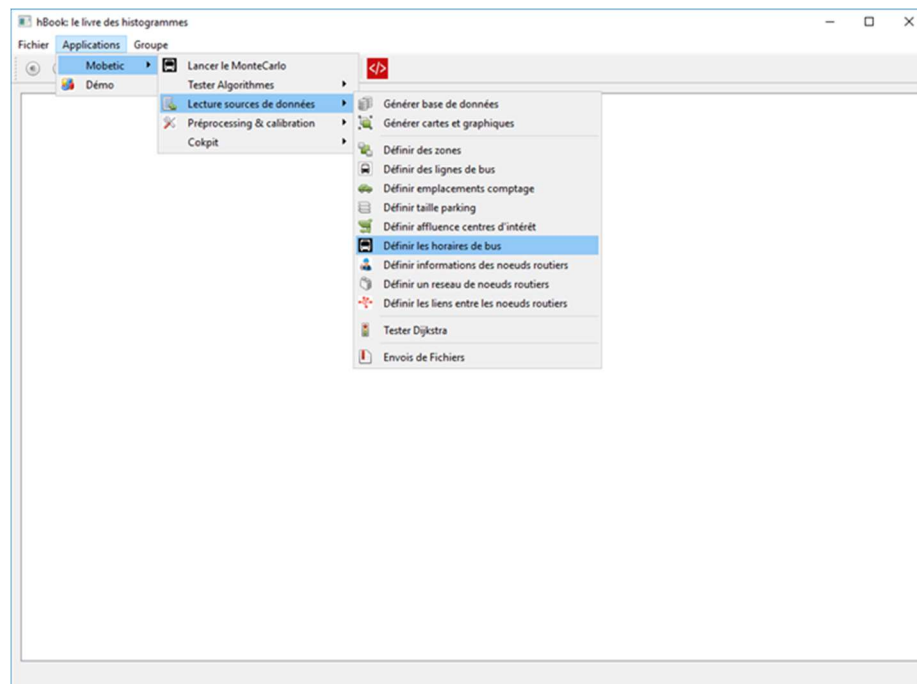 hBook: le livre des histogrammes
Fichier Applications Groupe
Mobetic
Démo
Lancer le MonteCarlo
Tester Algorithmes
Lecture sources de données
Préprocessing & calibration
Cokpit
</>
Générer base de données
Générer cartes et graphiques
Définir des zones
Définir des lignes de bus
Définir emplacements comptage
Définir taille parking
Définir affluence centres d'intérêt
Définir les horaires de bus
Définir informations des noeuds routiers
Définir un reseau de noeuds routiers
Définir les liens entre les noeuds routiers
Tester Dijkstra
Envois de Fichiers